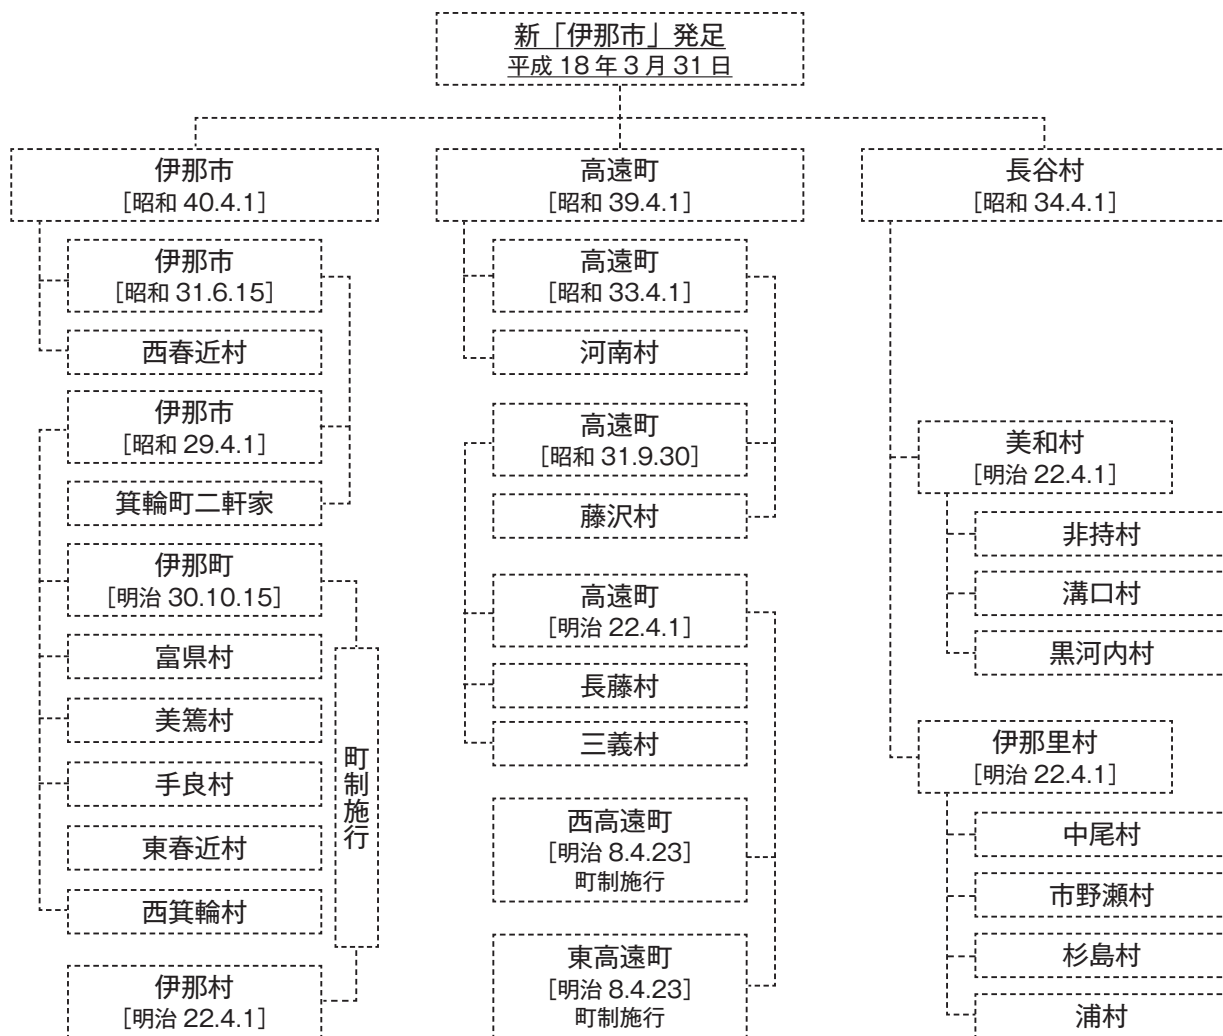 新「伊那市」発足
平成 18 年 3 月 31 日
伊那市
[昭和 40.4.1]
伊那市
[昭和 31.6.15]
西春近村
伊那市
[昭和 29.4.1]
箕輪町二軒家
伊那町
[明治 30.10.15]
富県村
美篶村
手良村
東春近村
西箕輪村
町制施行
伊那村
[明治 22.4.1]
高遠町
[昭和 39.4.1]
高遠町
[昭和 33.4.1]
河南村
高遠町
[昭和 31.9.30]
藤沢村
高遠町
[明治 22.4.1]
長藤村
三義村
西高遠町
[明治 8.4.23]
町制施行
東高遠町
[明治 8.4.23]
町制施行
長谷村
[昭和 34.4.1]
美和村
[明治 22.4.1]
非持村
溝口村
黒河内村
伊那里村
[明治 22.4.1]
中尾村
市野瀬村
杉島村
浦村